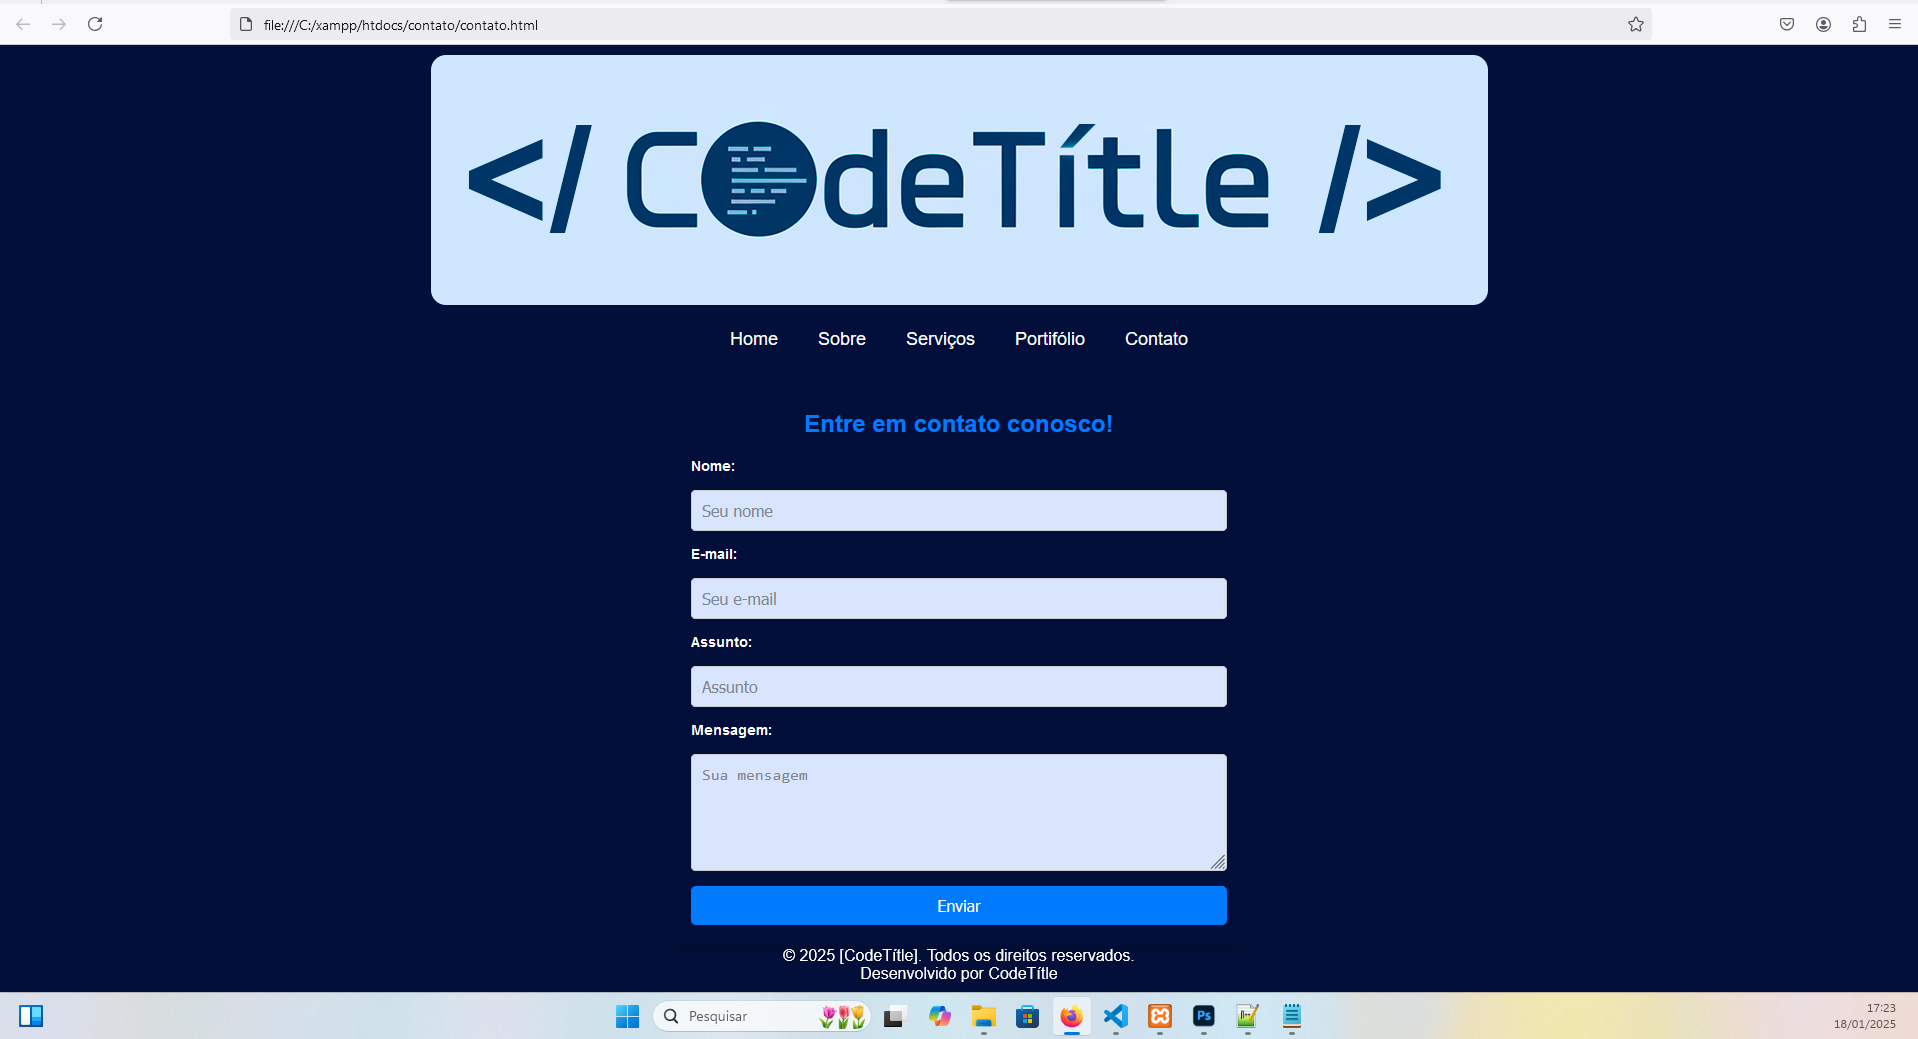 file:///C:/xampp/htdocs/contato/contato.html
</ CodeTítle />
Home Sobre Serviços Portifólio Contato
Entre em contato conosco!
Nome:
Seu nome
E-mail:
Seu e-mail
Assunto:
Assunto
Mensagem:
Sua mensagem
Enviar
© 2025 [CodeTítle]. Todos os direitos reservados.
Desenvolvido por CodeTítle
Pesquisar
Ps
17:23
18/01/2025